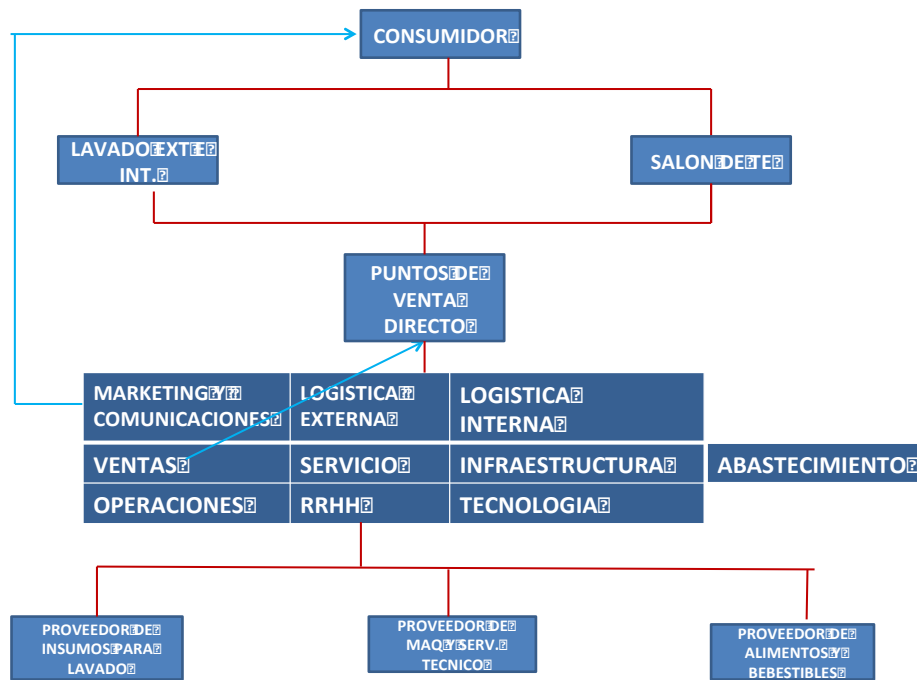 CONSUMIDOR
LAVADO EXT E
INT.
SALON DE TE
PUNTOS DE
VENTA
DIRECTO
MARKETING Y
COMUNICACIONES
LOGISTICA
EXTERNA
LOGISTICA
INTERNA
VENTAS
SERVICIO
INFRAESTRUCTURA
ABASTECIMIENTO
OPERACIONES
RRHH
TECNOLOGIA
PROVEEDOR DE
INSUMOS PARA
LAVADO
PROVEEDOR DE
MAQ Y SERV.
TECNICO
PROVEEDOR DE
ALIMENTOS Y
BEBESTIBLES